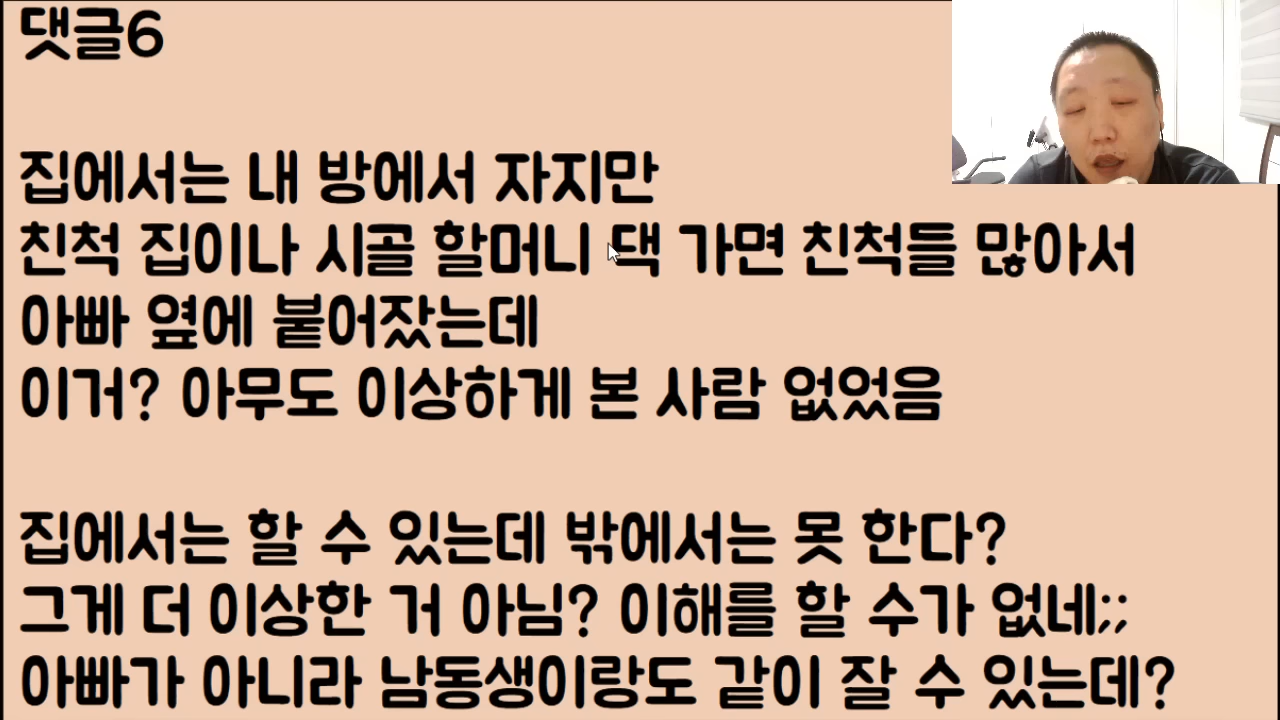 댓글6
집에서는 내 방에서 자지만
친척 집이나 시골 할머니 댁 가면 친척들 많아서
아빠 옆에 붙어잤는데
이거? 아무도 이상하게 본 사람 없었음
집에서는 할 수 있는데 밖에서는 못 한다?
그게 더 이상한 거 아님? 이해를 할 수가 없네;;
아빠가 아니라 남동생이랑도 같이 잘 수 있는데?